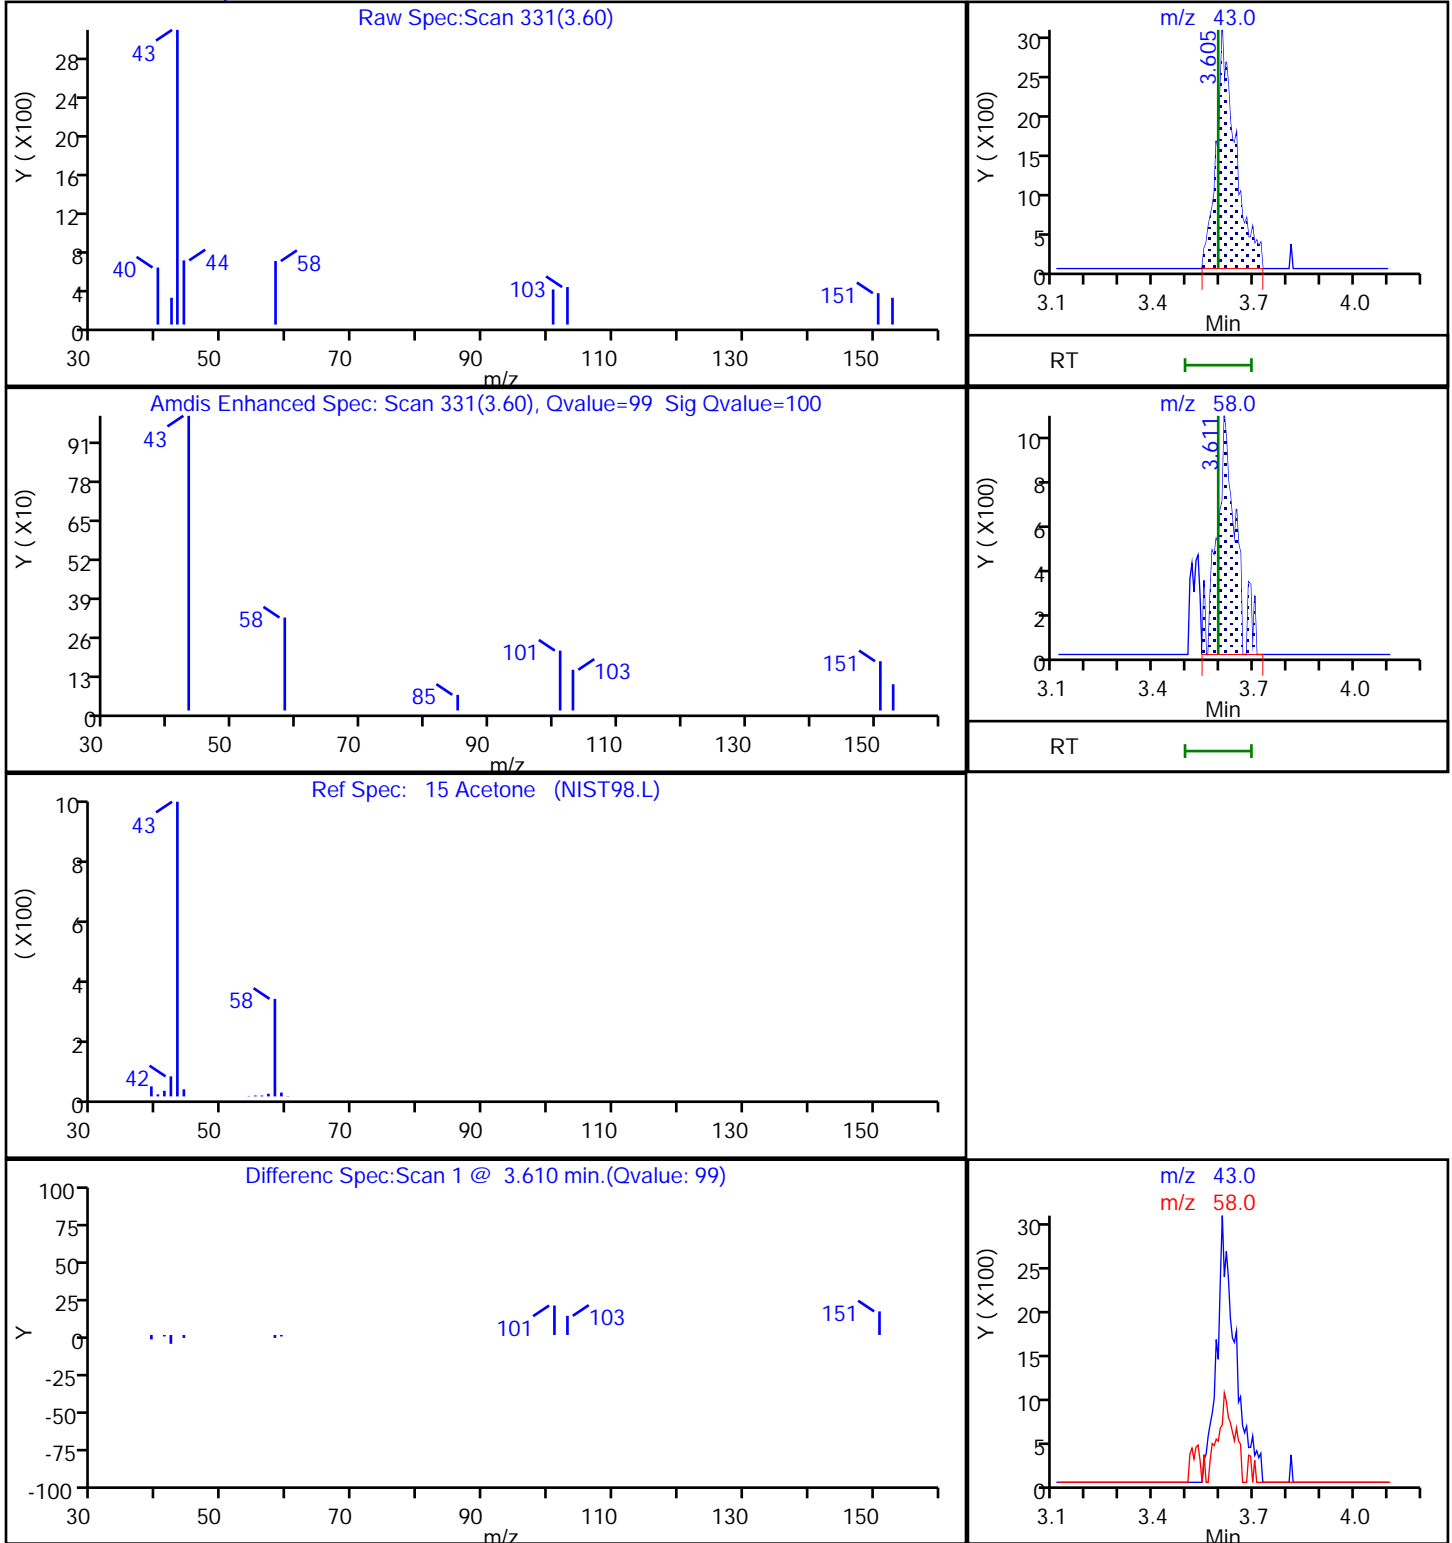 Raw Spec:Scan 331(3.60)
Y ( X100)
28
24
20
16
12
8
4
0
43
40
44
58
103
151
30 50 70 90 110 130 150
m/z
m/z 43.0
Y ( X100)
30
25
20
15
10
5
0
3.605
3.1 3.4 3.7 4.0
Min
RT
Amdis Enhanced Spec: Scan 331(3.60), Qvalue=99 Sig Qvalue=100
Y ( X10)
91
78
65
52
39
26
13
0
43
58
85
101
103
151
30 50 70 90 110 130 150
m/z
m/z 58.0
Y ( X100)
10
8
6
4
2
0
3.611
3.1 3.4 3.7 4.0
Min
RT
Ref Spec: 15 Acetone (NIST98.L)
( X100)
10
8
6
4
2
0
43
42
58
30 50 70 90 110 130 150
Differenc Spec:Scan 1 @ 3.610 min.(Qvalue: 99)
Y
100
75
50
25
0
-25
-50
-75
-100
101
103
151
30 50 70 90 110 130 150
m/z
m/z 43.0
m/z 58.0
Y ( X100)
30
25
20
15
10
5
0
3.1 3.4 3.7 4.0
Min